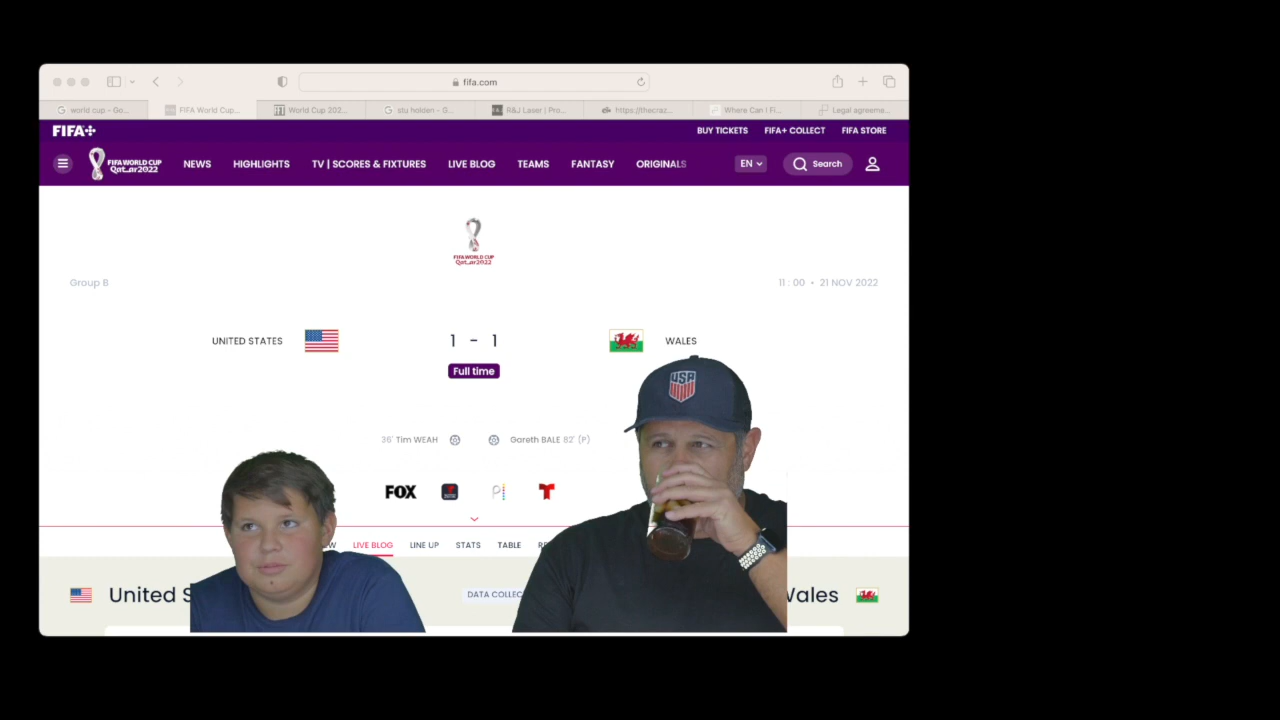 fifa.com
world cup - Go...
FIFA World Cup...
World Cup 202...
stu holden - G...
R&J Laser | Pro...
https://thecraz...
Where Can I Fi...
Legal agreeme...
FIFA+
BUY TICKETS
FIFA+ COLLECT
FIFA STORE
FIFA WORLD CUP
Qatar2022
NEWS
HIGHLIGHTS
TV | SCORES & FIXTURES
LIVE BLOG
TEAMS
FANTASY
ORIGINALS
EN
Search
FIFA WORLD CUP
Qatar2022
Group B
11 : 00 • 21 NOV 2022
UNITED STATES
1 - 1
WALES
Full time
USA
36' Tim WEAH
Gareth BALE 82' (P)
FOX
W
LIVE BLOG
LINE UP
STATS
TABLE
United S
DATA COLLEC
Wales